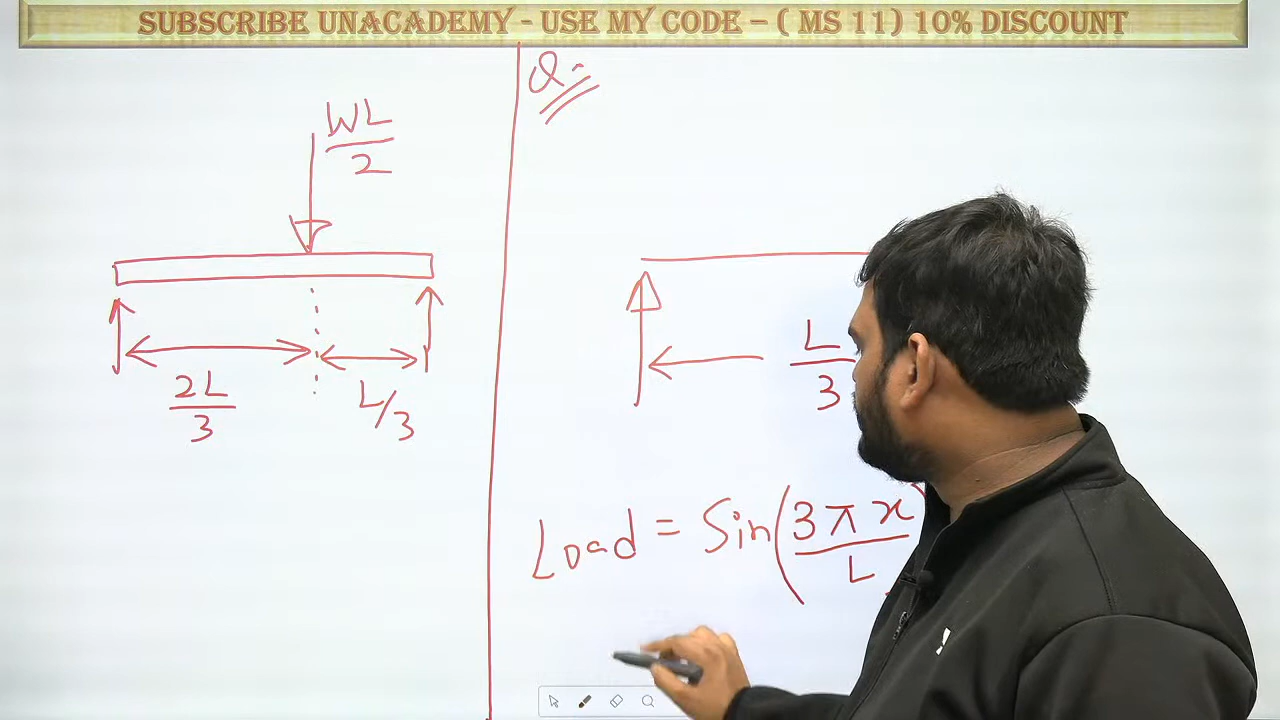 SUBSCRIBE UNACADEMY - USE MY CODE – ( MS 11) 10% DISCOUNT
WL
2
2L
3
L/3
Q:-
L
3
Load = Sin(3πx
L